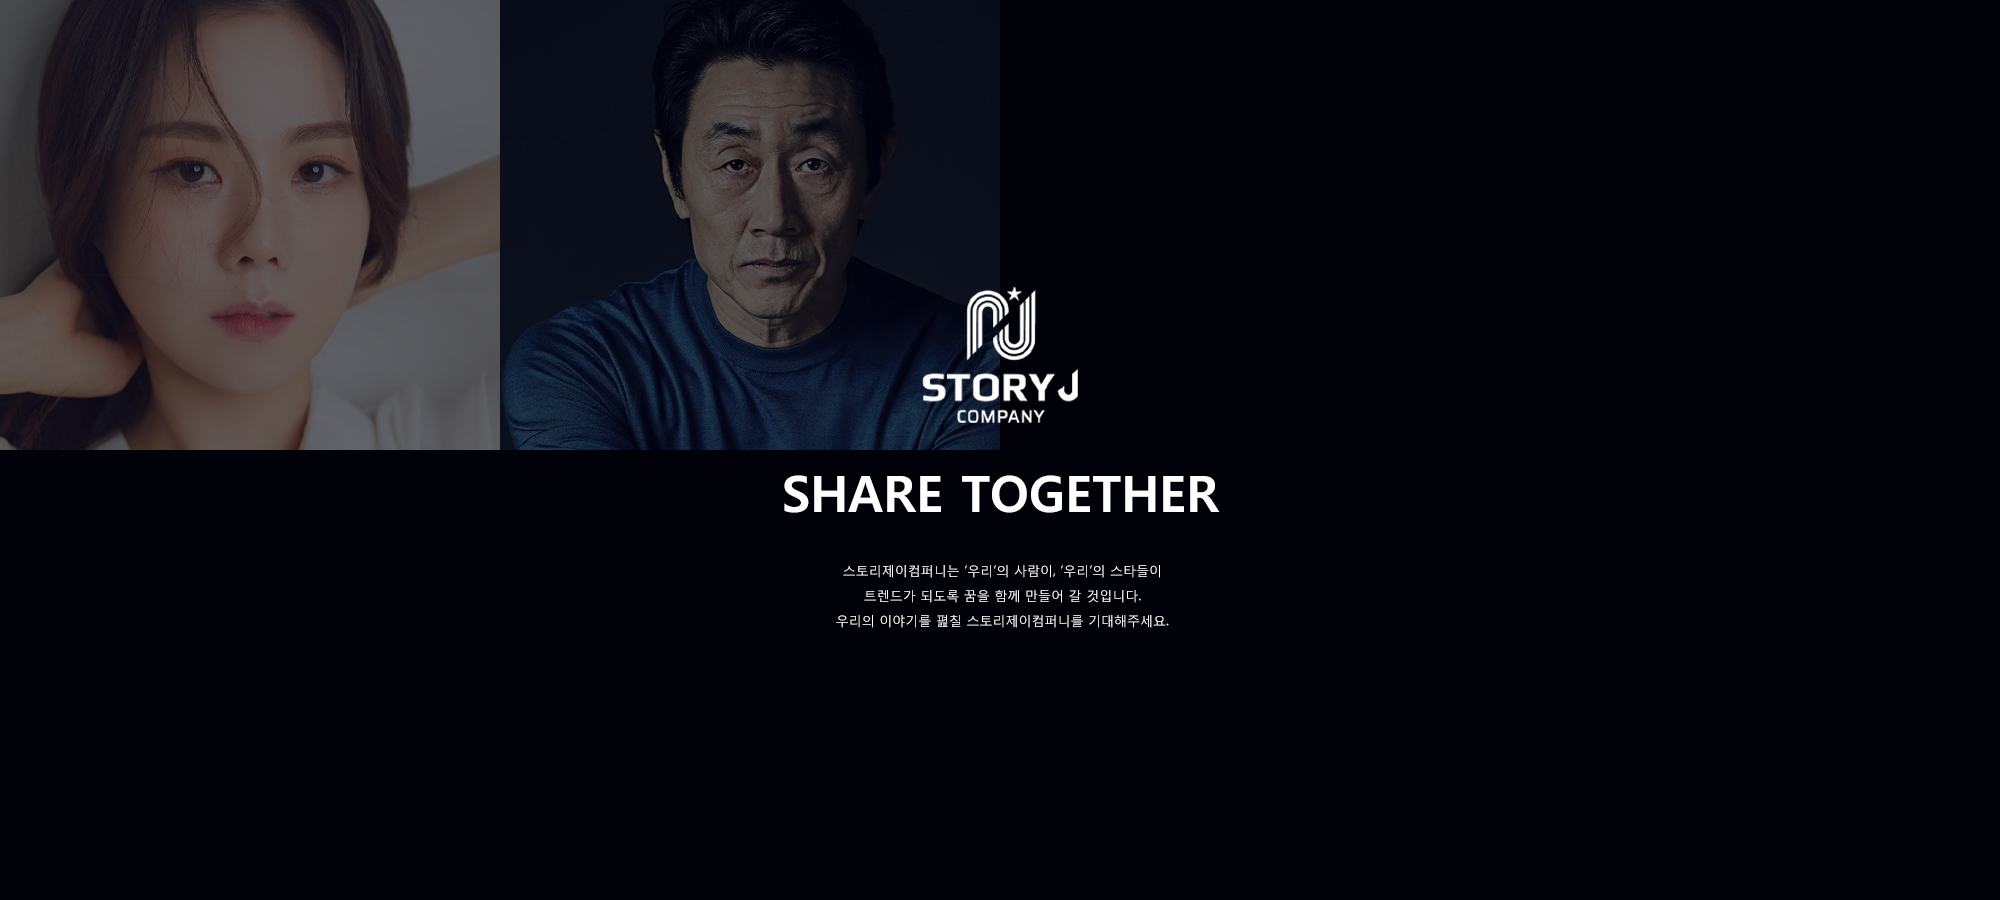 STORY J
COMPANY
SHARE TOGETHER
스토리제이컴퍼니는 '우리'의 사람이, '우리'의 스타들이
트렌드가 되도록 꿈을 함께 만들어 갈 것입니다.
우리의 이야기를 펼칠 스토리제이컴퍼니를 기대해주세요.